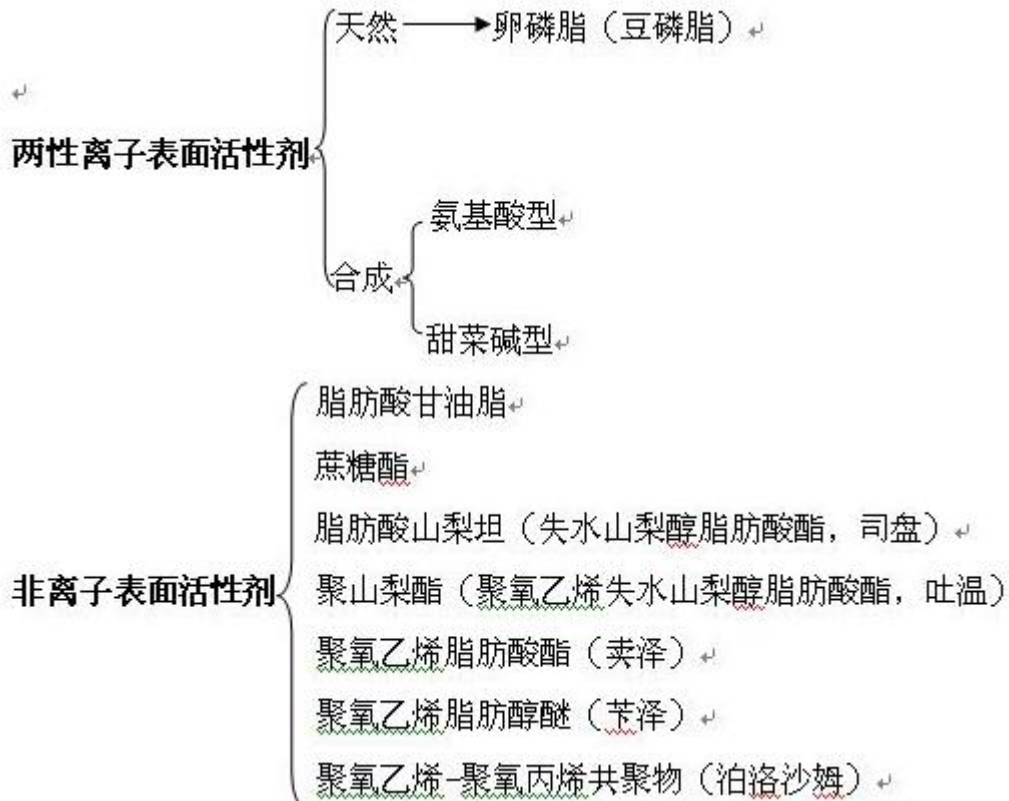 天然→卵磷脂（豆磷脂）
两性离子表面活性剂
氨基酸型
合成
甜菜碱型
脂肪酸甘油脂
蔗糖酯
脂肪酸山梨坦（失水山梨醇脂肪酸酯，司盘）
非离子表面活性剂
聚山梨酯（聚氧乙烯失水山梨醇脂肪酸酯，吐温）
聚氧乙烯脂肪酸酯（卖泽）
聚氧乙烯脂肪醇醚（苄泽）
聚氧乙烯-聚氧丙烯共聚物（泊洛沙姆）